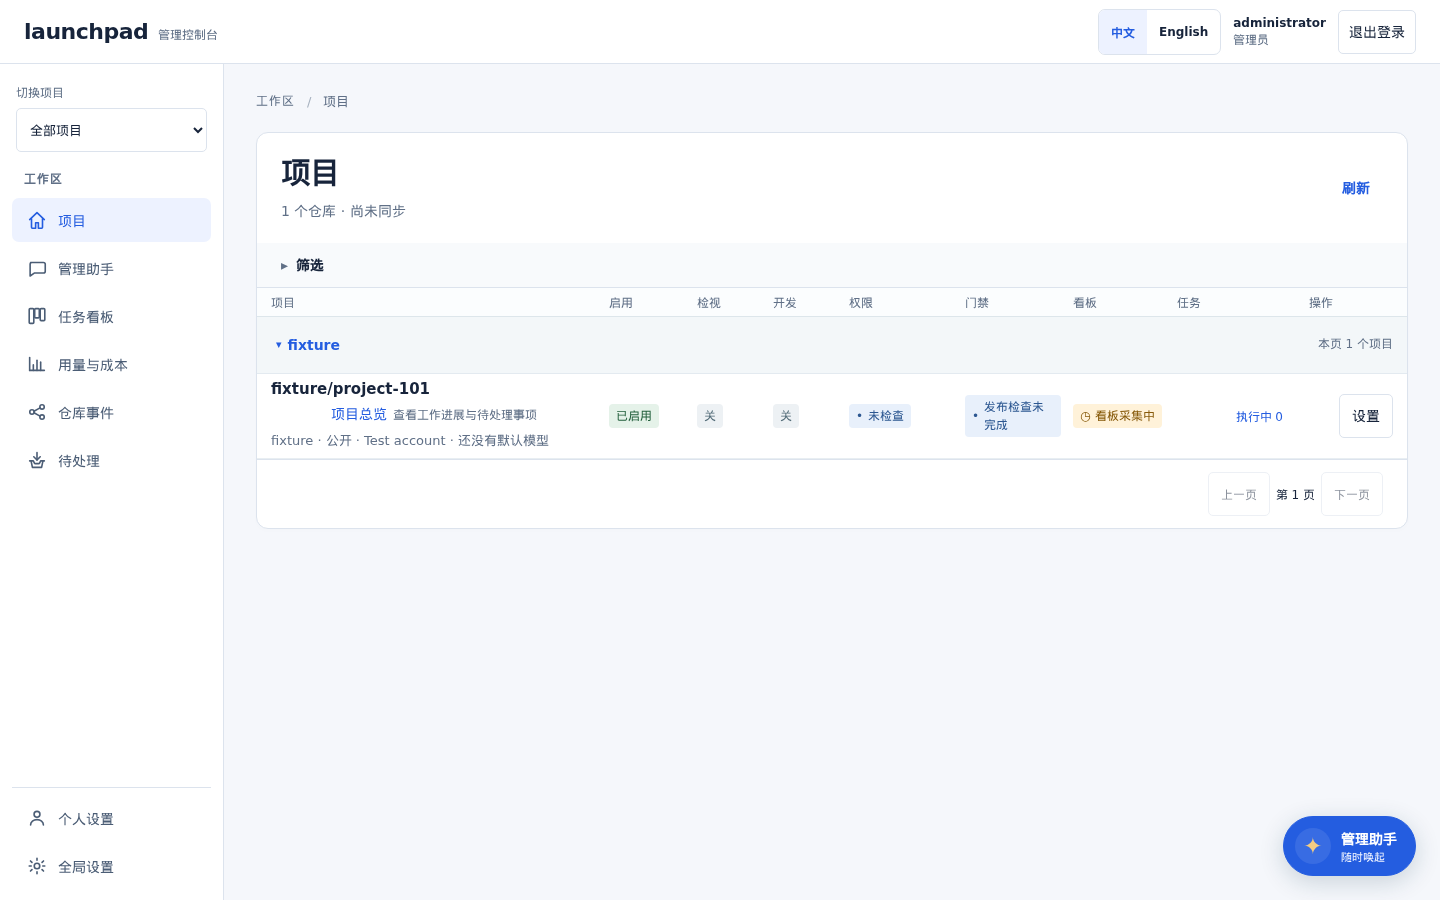 launchpad 管理控制台
中文 English
administrator
管理员
退出登录
切换项目
全部项目
工作区
项目
管理助手
任务看板
用量与成本
仓库事件
待处理
个人设置
全局设置
工作区 / 项目
项目
1 个仓库 · 尚未同步
刷新
▸ 筛选
项目 启用 检视 开发 权限 门禁 看板 任务 操作
▾ fixture 本页 1 个项目
fixture/project-101
项目总览 查看工作进展与待处理事项
fixture · 公开 · Test account · 还没有默认模型
已启用 关 关 • 未检查
• 发布检查未
完成
◷ 看板采集中 执行中 0 设置
上一页 第 1 页 下一页
管理助手
随时唤起